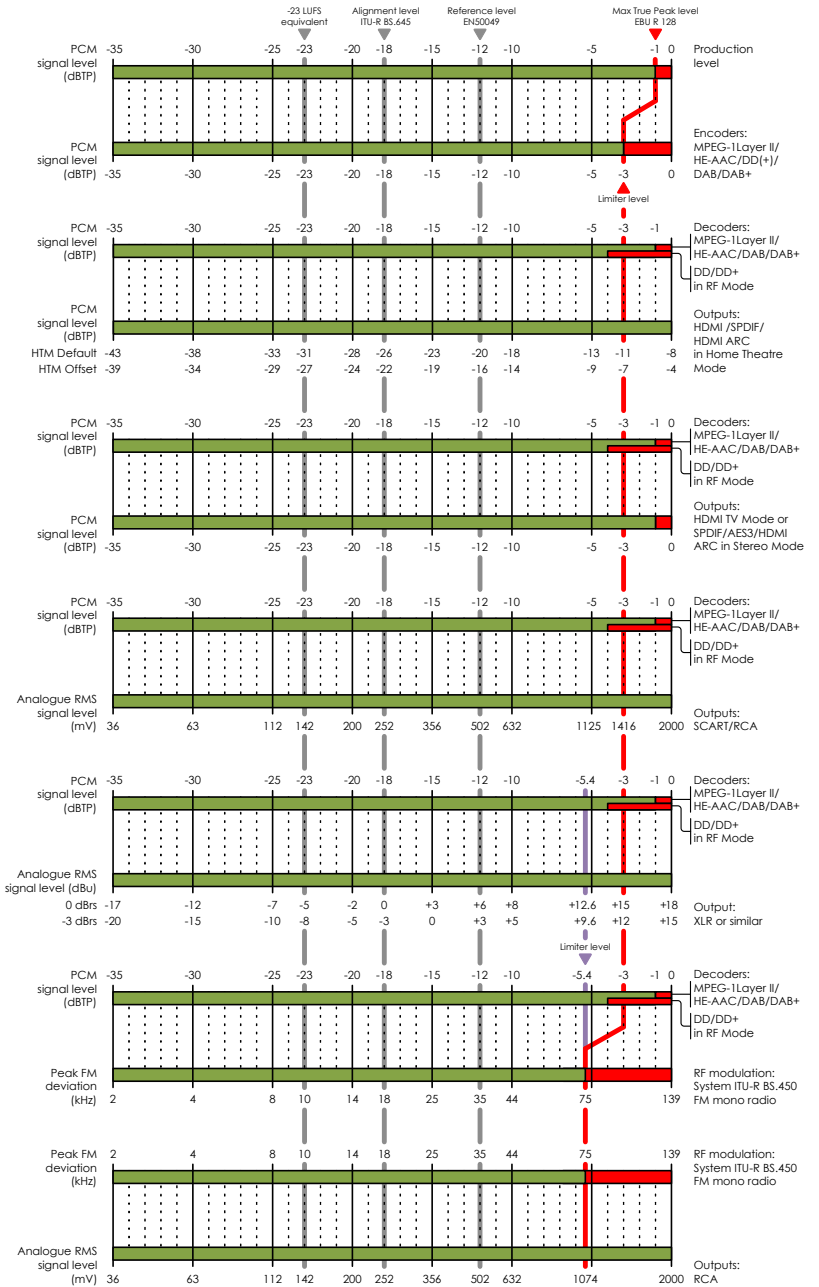 -23 LUFS
equivalent
Alignment level
ITU-R BS.645
Reference level
EN50049
Max True Peak level
EBU R 128
PCM
signal level
(dBTP)
-35 -30 -25 -23 -20 -18 -15 -12 -10 -5 -1 0
Production
level
PCM
signal level
(dBTP)
-35 -30 -25 -23 -20 -18 -15 -12 -10 -5 -3 0
Encoders:
MPEG-1Layer II/
HE-AAC/DD(+)/
DAB/DAB+
Limiter level
PCM
signal level
(dBTP)
-35 -30 -25 -23 -20 -18 -15 -12 -10 -5 -3 -1 0
Decoders:
MPEG-1Layer II/
HE-AAC/DAB/DAB+
DD/DD+
in RF Mode
PCM
signal level
(dBTP)
HTM Default -43 -38 -33 -31 -28 -26 -23 -20 -18 -13 -11 -8
HTM Offset -39 -34 -29 -27 -24 -22 -19 -16 -14 -9 -7 -4
Outputs:
HDMI /SPDIF/
HDMI ARC
in Home Theatre
Mode
PCM
signal level
(dBTP)
-35 -30 -25 -23 -20 -18 -15 -12 -10 -5 -3 -1 0
Decoders:
MPEG-1Layer II/
HE-AAC/DAB/DAB+
DD/DD+
in RF Mode
PCM
signal level
(dBTP)
-35 -30 -25 -23 -20 -18 -15 -12 -10 -5 -3 0
Outputs:
HDMI TV Mode or
SPDIF/AES3/HDMI
ARC in Stereo Mode
PCM
signal level
(dBTP)
-35 -30 -25 -23 -20 -18 -15 -12 -10 -5 -3 -1 0
Decoders:
MPEG-1Layer II/
HE-AAC/DAB/DAB+
DD/DD+
in RF Mode
Analogue RMS
signal level
(mV)
36 63 112 142 200 252 356 502 632 1125 1416 2000
Outputs:
SCART/RCA
PCM
signal level
(dBTP)
-35 -30 -25 -23 -20 -18 -15 -12 -10 -5.4 -3 -1 0
Decoders:
MPEG-1Layer II/
HE-AAC/DAB/DAB+
DD/DD+
in RF Mode
Analogue RMS
signal level (dBu)
0 dBrs -17 -12 -7 -5 -2 0 +3 +6 +8 +12.6 +15 +18
-3 dBrs -20 -15 -10 -8 -5 -3 0 +3 +5 +9.6 +12 +15
Output:
XLR or similar
Limiter level
PCM
signal level
(dBTP)
-35 -30 -25 -23 -20 -18 -15 -12 -10 -5.4 -3 -1 0
Decoders:
MPEG-1Layer II/
HE-AAC/DAB/DAB+
DD/DD+
in RF Mode
Peak FM
deviation
(kHz)
2 4 8 10 14 18 25 35 44 75 139
RF modulation:
System ITU-R BS.450
FM mono radio
Peak FM
deviation
(kHz)
2 4 8 10 14 18 25 35 44 75 139
RF modulation:
System ITU-R BS.450
FM mono radio
Analogue RMS
signal level
(mV)
36 63 112 142 200 252 356 502 632 1074 2000
Outputs:
RCA